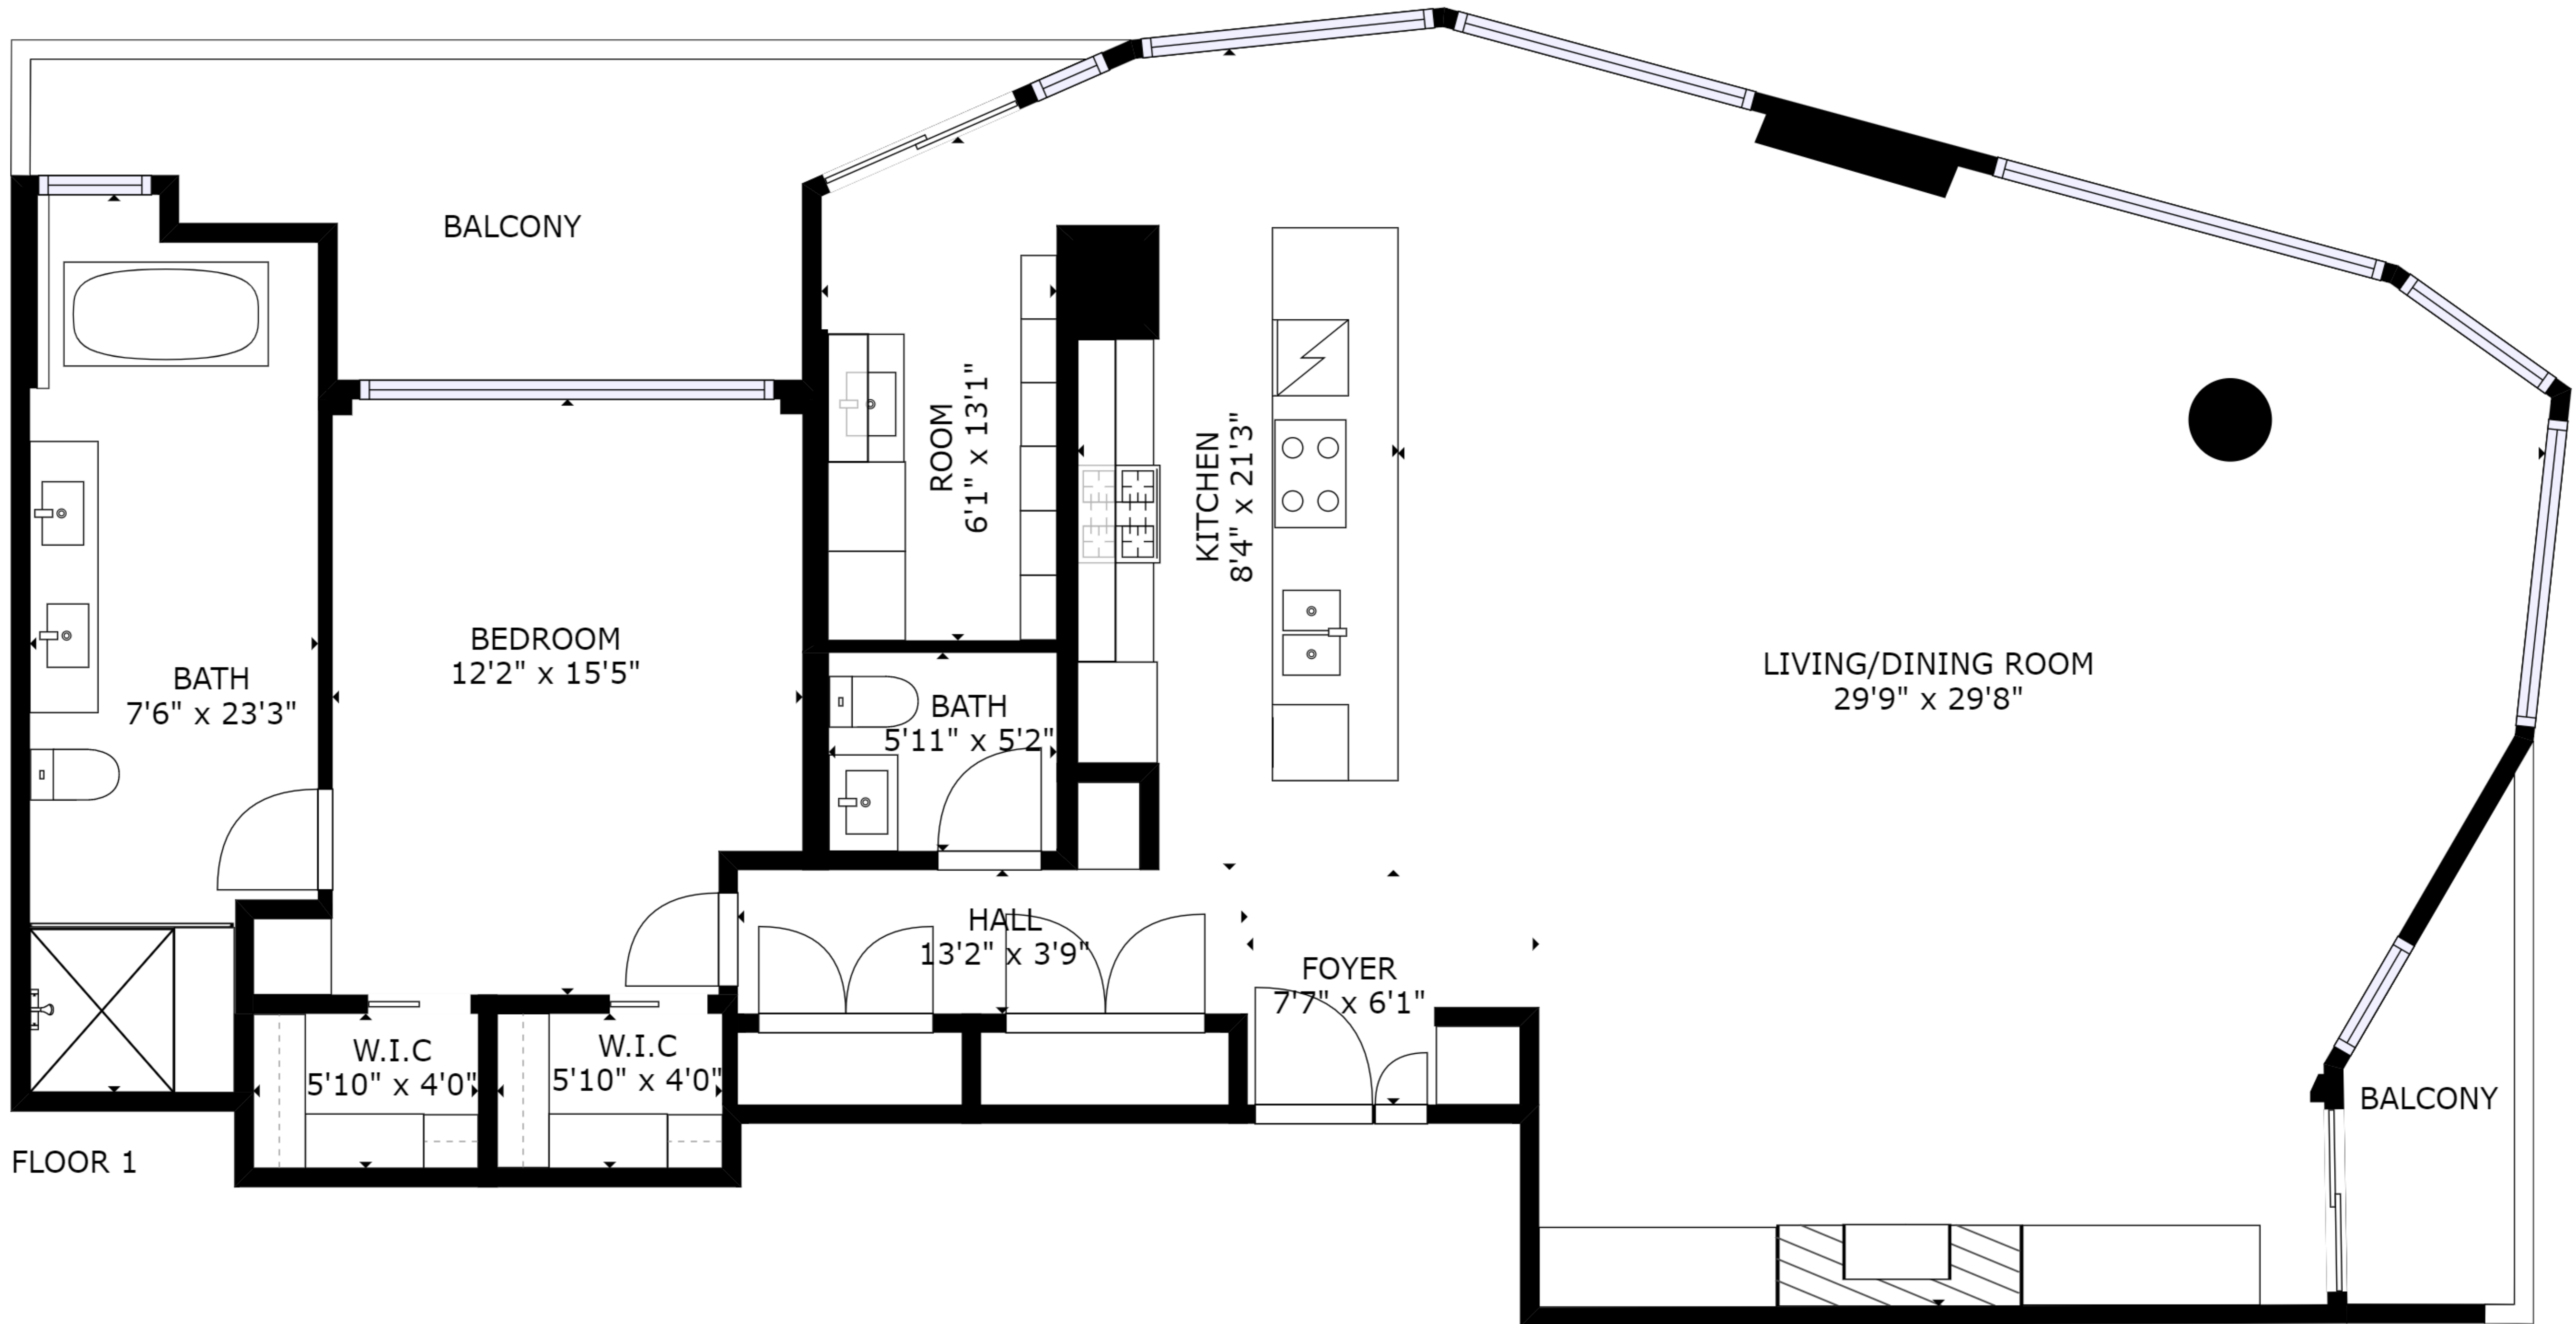 BALCONY
ROOM
6'1" x 13'1"
KITCHEN
8'4" x 21'3"
BEDROOM
12'2" x 15'5"
BATH
7'6" x 23'3"
BATH
5'11" x 5'2"
LIVING/DINING ROOM
29'9" x 29'8"
HALL
13'2" x 3'9"
FOYER
7'7" x 6'1"
W.I.C
5'10" x 4'0"
W.I.C
5'10" x 4'0"
BALCONY
FLOOR 1